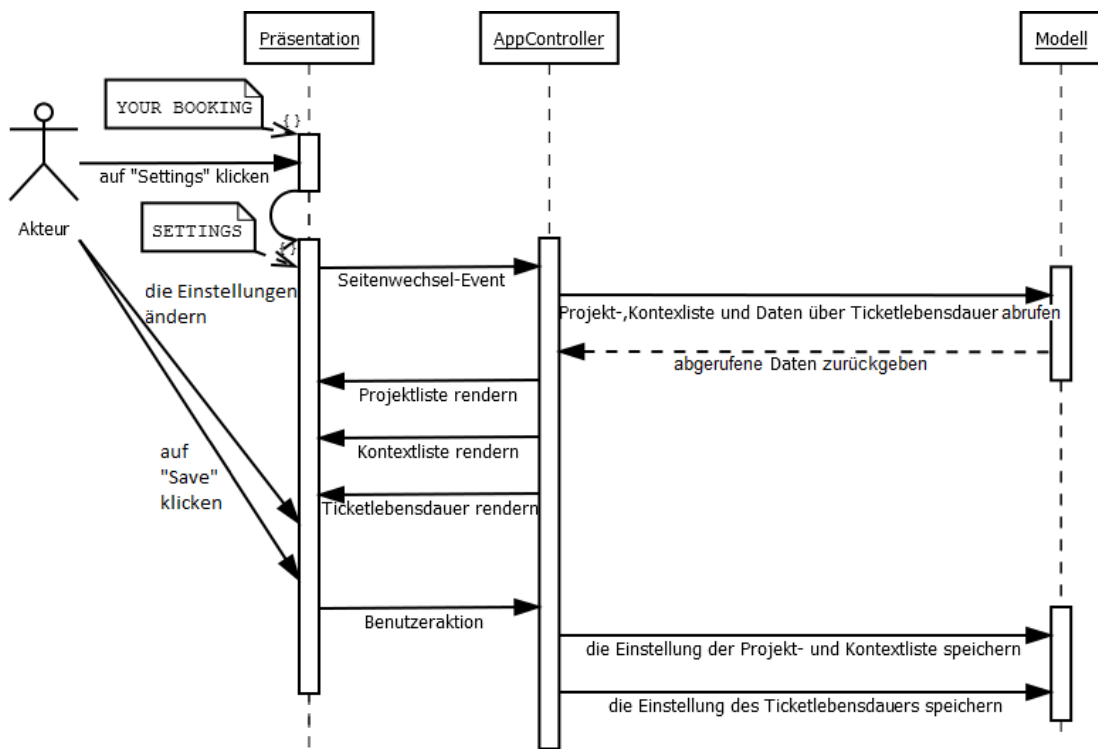 Präsentation
AppController
Modell
YOUR BOOKING
{ }
auf "Settings" klicken
Akteur
SETTINGS
{ }
Seitenwechsel-Event
die Einstellungen
ändern
Projekt-,Kontexliste und Daten über Ticketlebensdauer abrufen
abgerufene Daten zurückgeben
Projektliste rendern
auf
"Save"
klicken
Kontextliste rendern
Ticketlebensdauer rendern
Benutzeraktion
die Einstellung der Projekt- und Kontextliste speichern
die Einstellung des Ticketlebensdauers speichern